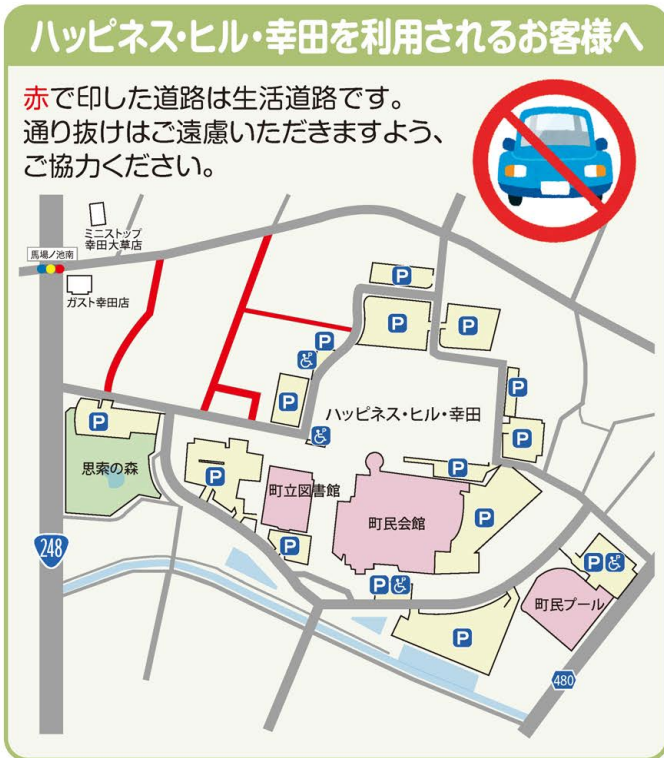 ハッピネス・ヒル・幸田を利用されるお客様へ
赤で印した道路は生活道路です。
通り抜けはご遠慮いただきますよう、
ご協力ください。
ミニストップ
幸田大草店
馬場ノ池南
ガスト幸田店
P
P
P
P
P
P
ハッピネス・ヒル・幸田
P
P
思索の森
P
町立図書館
P
町民会館
P
P
248
P
P
町民プール
P
480